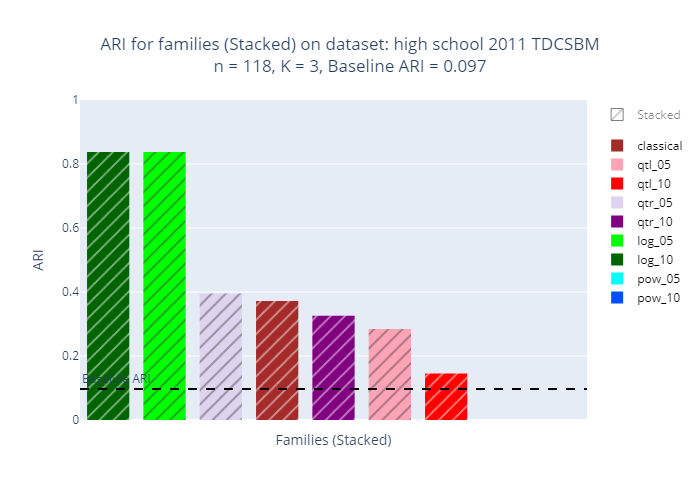 ARI for families (Stacked) on dataset: high school 2011 TDCSBM
n = 118, K = 3, Baseline ARI = 0.097
1
0.8
0.6
0.4
0.2
0
ARI
Baseline ARI
Families (Stacked)
Stacked
classical
qtl_05
qtl_10
qtr_05
qtr_10
log_05
log_10
pow_05
pow_10